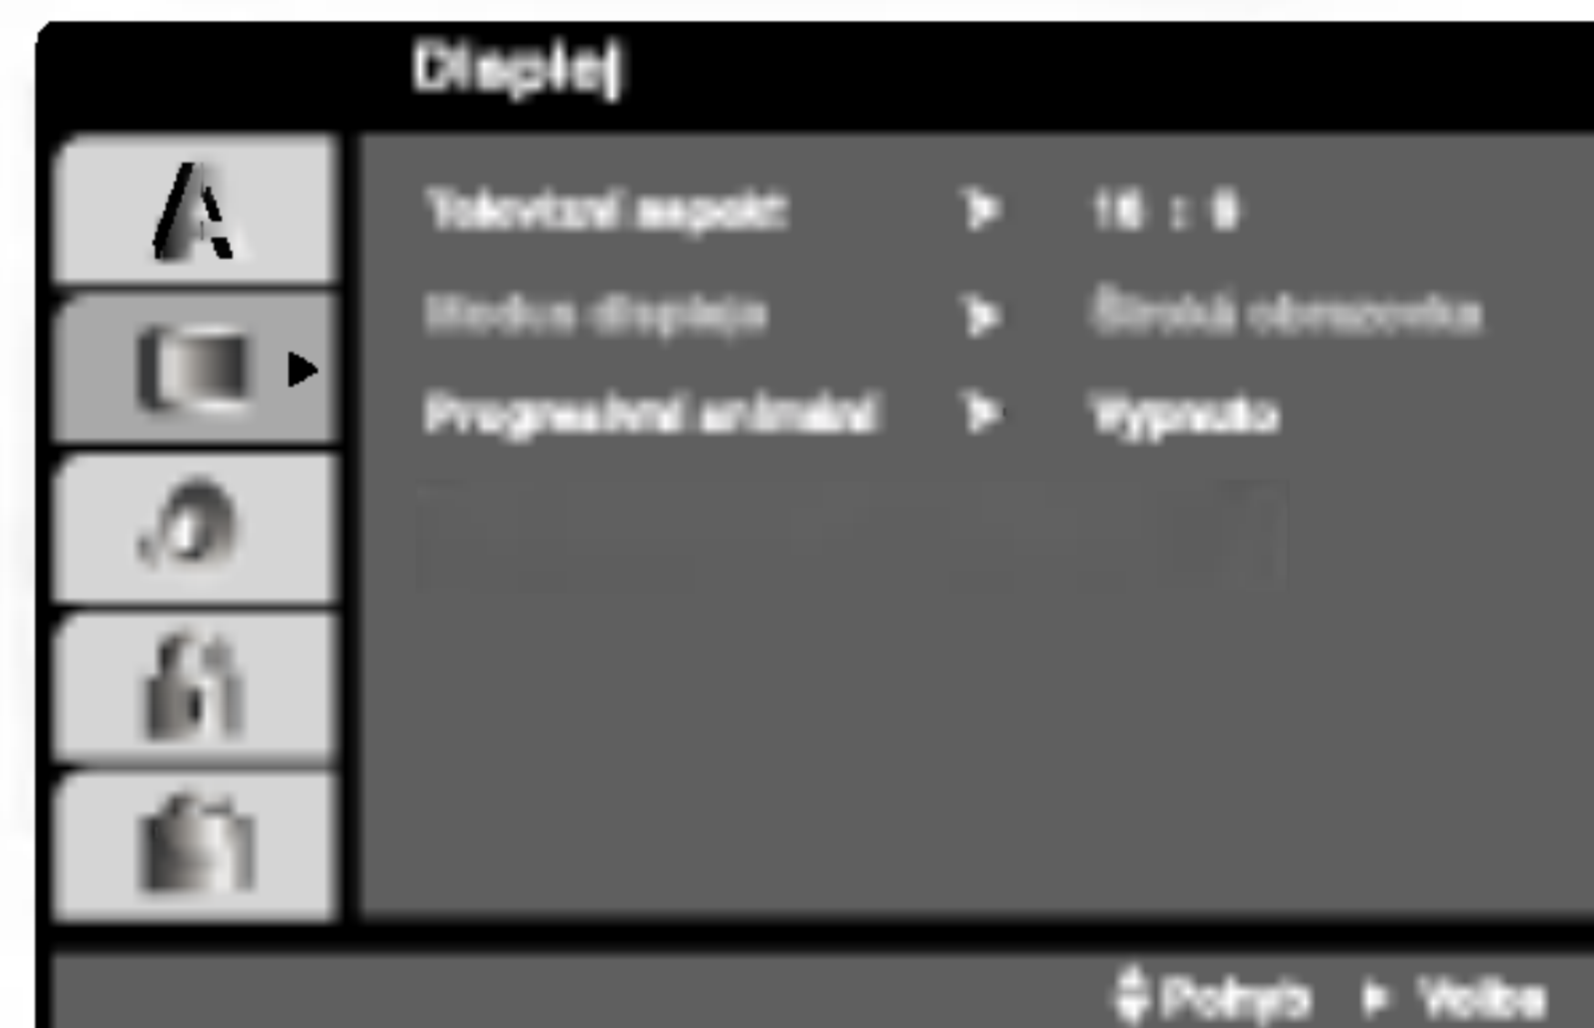 Displej
A
Televizní aspekt 16 : 9
Modus displeje Široká obrazovka
Progresivní snímání Vypnuto
Pohyb Volba